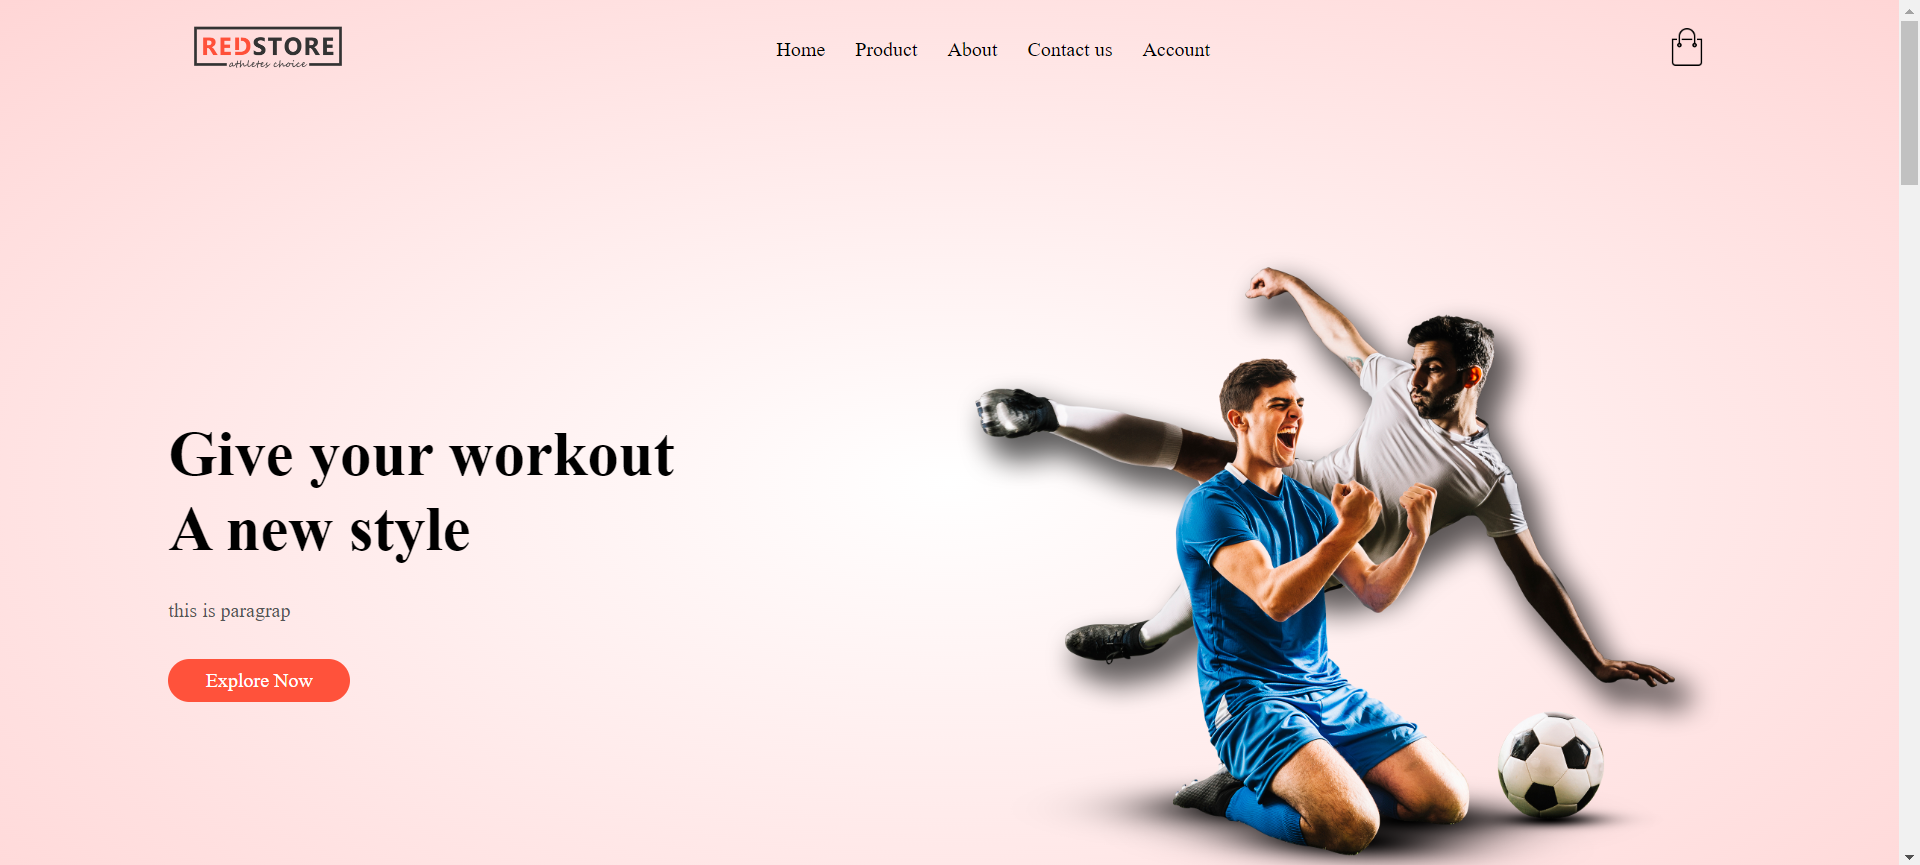 REDSTORE
athletes choice
Home Product About Contact us Account
Give your workout
A new style
this is paragrap
Explore Now